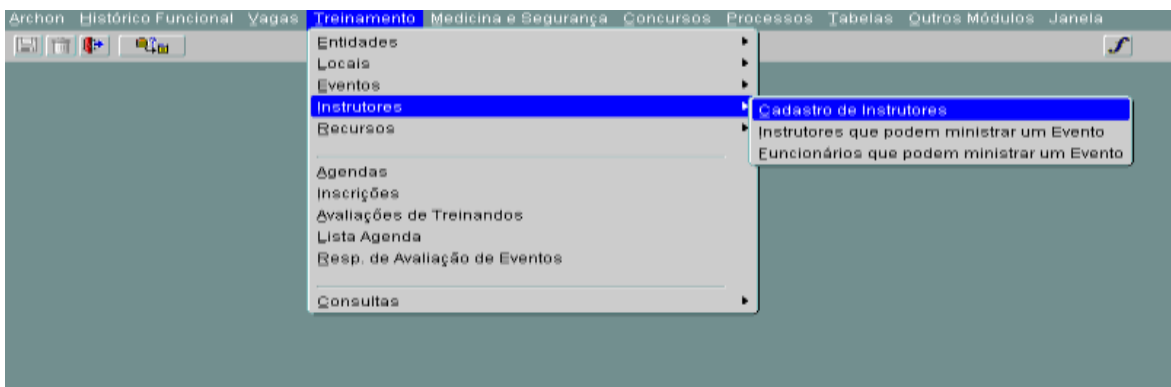 Archon Histórico Funcional Vagas Treinamento Medicina e Segurança Concursos Processos Tabelas Outros Módulos Janela
Entidades
Locais
Eventos
Instrutores
Cadastro de Instrutores
Recursos
Instrutores que podem ministrar um Evento
Funcionários que podem ministrar um Evento
Agendas
Inscrições
Avaliações de Treinandos
Lista Agenda
Resp. de Avaliação de Eventos
Consultas